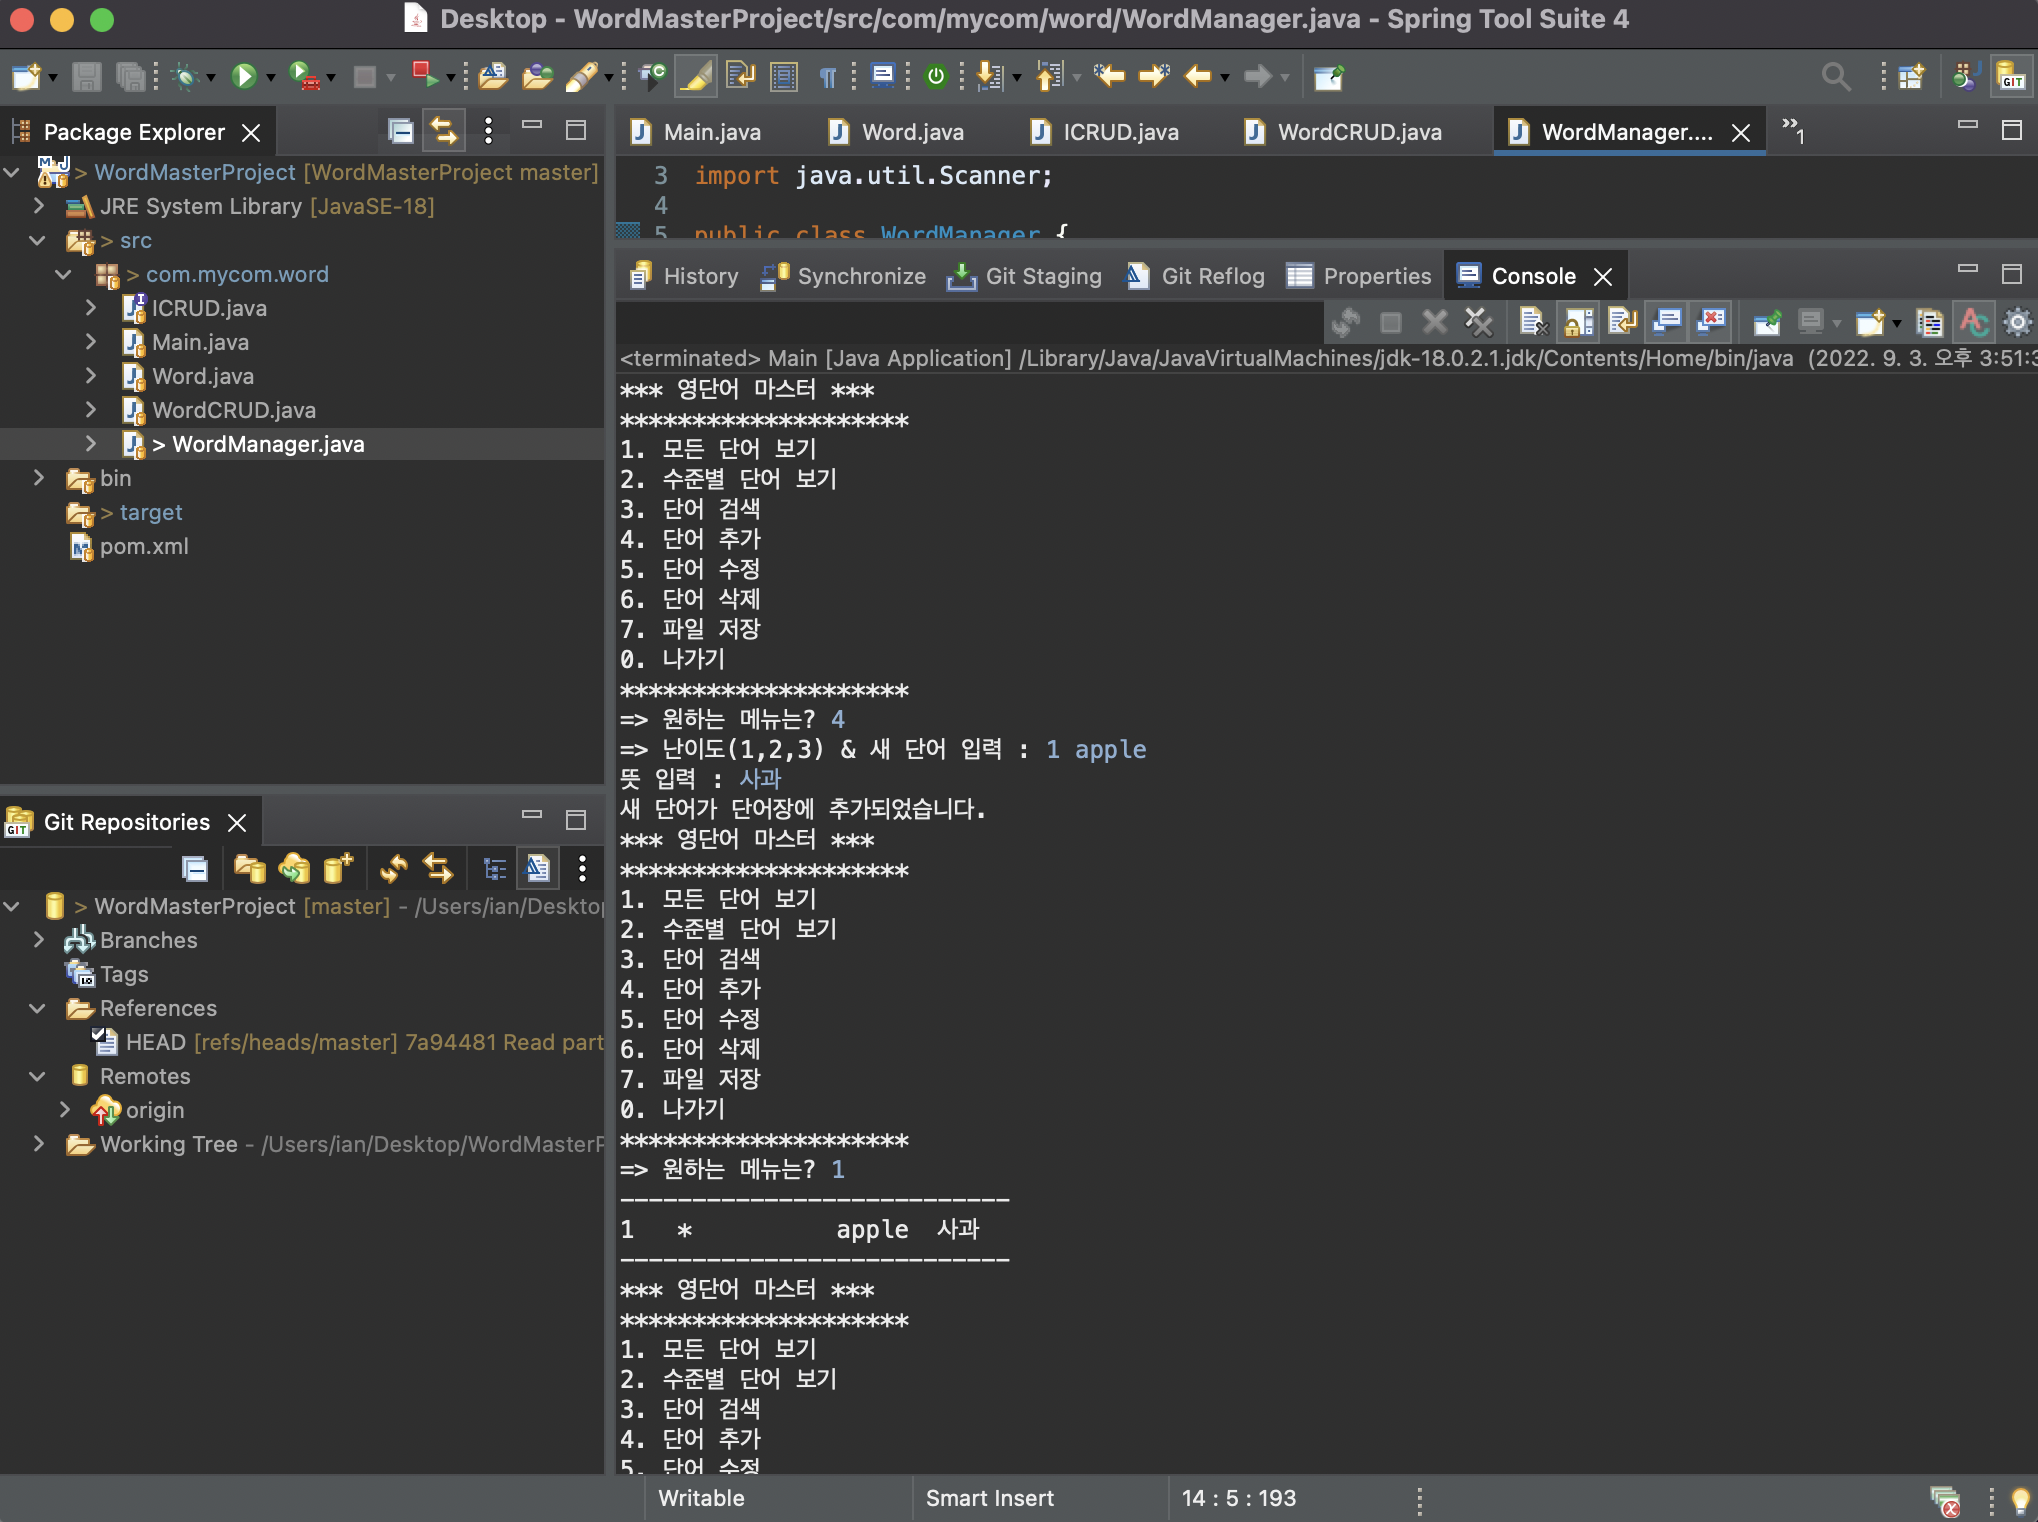 Desktop - WordMasterProject/src/com/mycom/word/WordManager.java - Spring Tool Suite 4
Package Explorer
> WordMasterProject [WordMasterProject master]
JRE System Library [JavaSE-18]
> src
> com.mycom.word
ICRUD.java
Main.java
Word.java
WordCRUD.java
> WordManager.java
bin
> target
pom.xml
Git Repositories
> WordMasterProject [master] - /Users/ian/Deskto
Branches
Tags
References
HEAD [refs/heads/master] 7a94481 Read part
Remotes
origin
Working Tree - /Users/ian/Desktop/WordMasterP
Main.java Word.java ICRUD.java WordCRUD.java WordManager.... »1
3 import java.util.Scanner;
4
5 public class WordManager {
History Synchronize Git Staging Git Reflog Properties Console
<terminated> Main [Java Application] /Library/Java/JavaVirtualMachines/jdk-18.0.2.1.jdk/Contents/Home/bin/java (2022. 9. 3. 오후 3:51:3
*** 영단어 마스터 ***
********************
1. 모든 단어 보기
2. 수준별 단어 보기
3. 단어 검색
4. 단어 추가
5. 단어 수정
6. 단어 삭제
7. 파일 저장
0. 나가기
********************
=> 원하는 메뉴는? 4
=> 난이도(1,2,3) & 새 단어 입력 : 1 apple
뜻 입력 : 사과
새 단어가 단어장에 추가되었습니다.
*** 영단어 마스터 ***
********************
1. 모든 단어 보기
2. 수준별 단어 보기
3. 단어 검색
4. 단어 추가
5. 단어 수정
6. 단어 삭제
7. 파일 저장
0. 나가기
********************
=> 원하는 메뉴는? 1
---------------------------
1 * apple 사과
---------------------------
*** 영단어 마스터 ***
********************
1. 모든 단어 보기
2. 수준별 단어 보기
3. 단어 검색
4. 단어 추가
5. 단어 수정
Writable Smart Insert 14 : 5 : 193